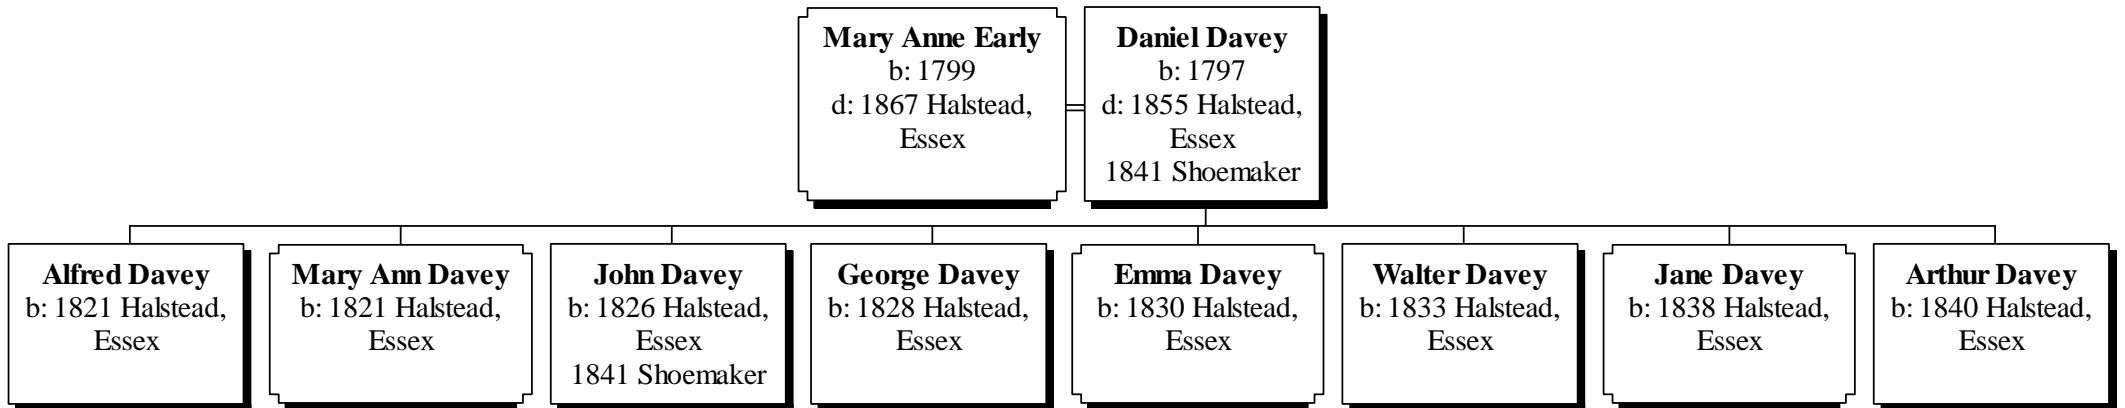 Mary Anne Early
b: 1799
d: 1867 Halstead,
Essex
Daniel Davey
b: 1797
d: 1855 Halstead,
Essex
1841 Shoemaker
Alfred Davey
b: 1821 Halstead,
Essex
Mary Ann Davey
b: 1821 Halstead,
Essex
John Davey
b: 1826 Halstead,
Essex
1841 Shoemaker
George Davey
b: 1828 Halstead,
Essex
Emma Davey
b: 1830 Halstead,
Essex
Walter Davey
b: 1833 Halstead,
Essex
Jane Davey
b: 1838 Halstead,
Essex
Arthur Davey
b: 1840 Halstead,
Essex